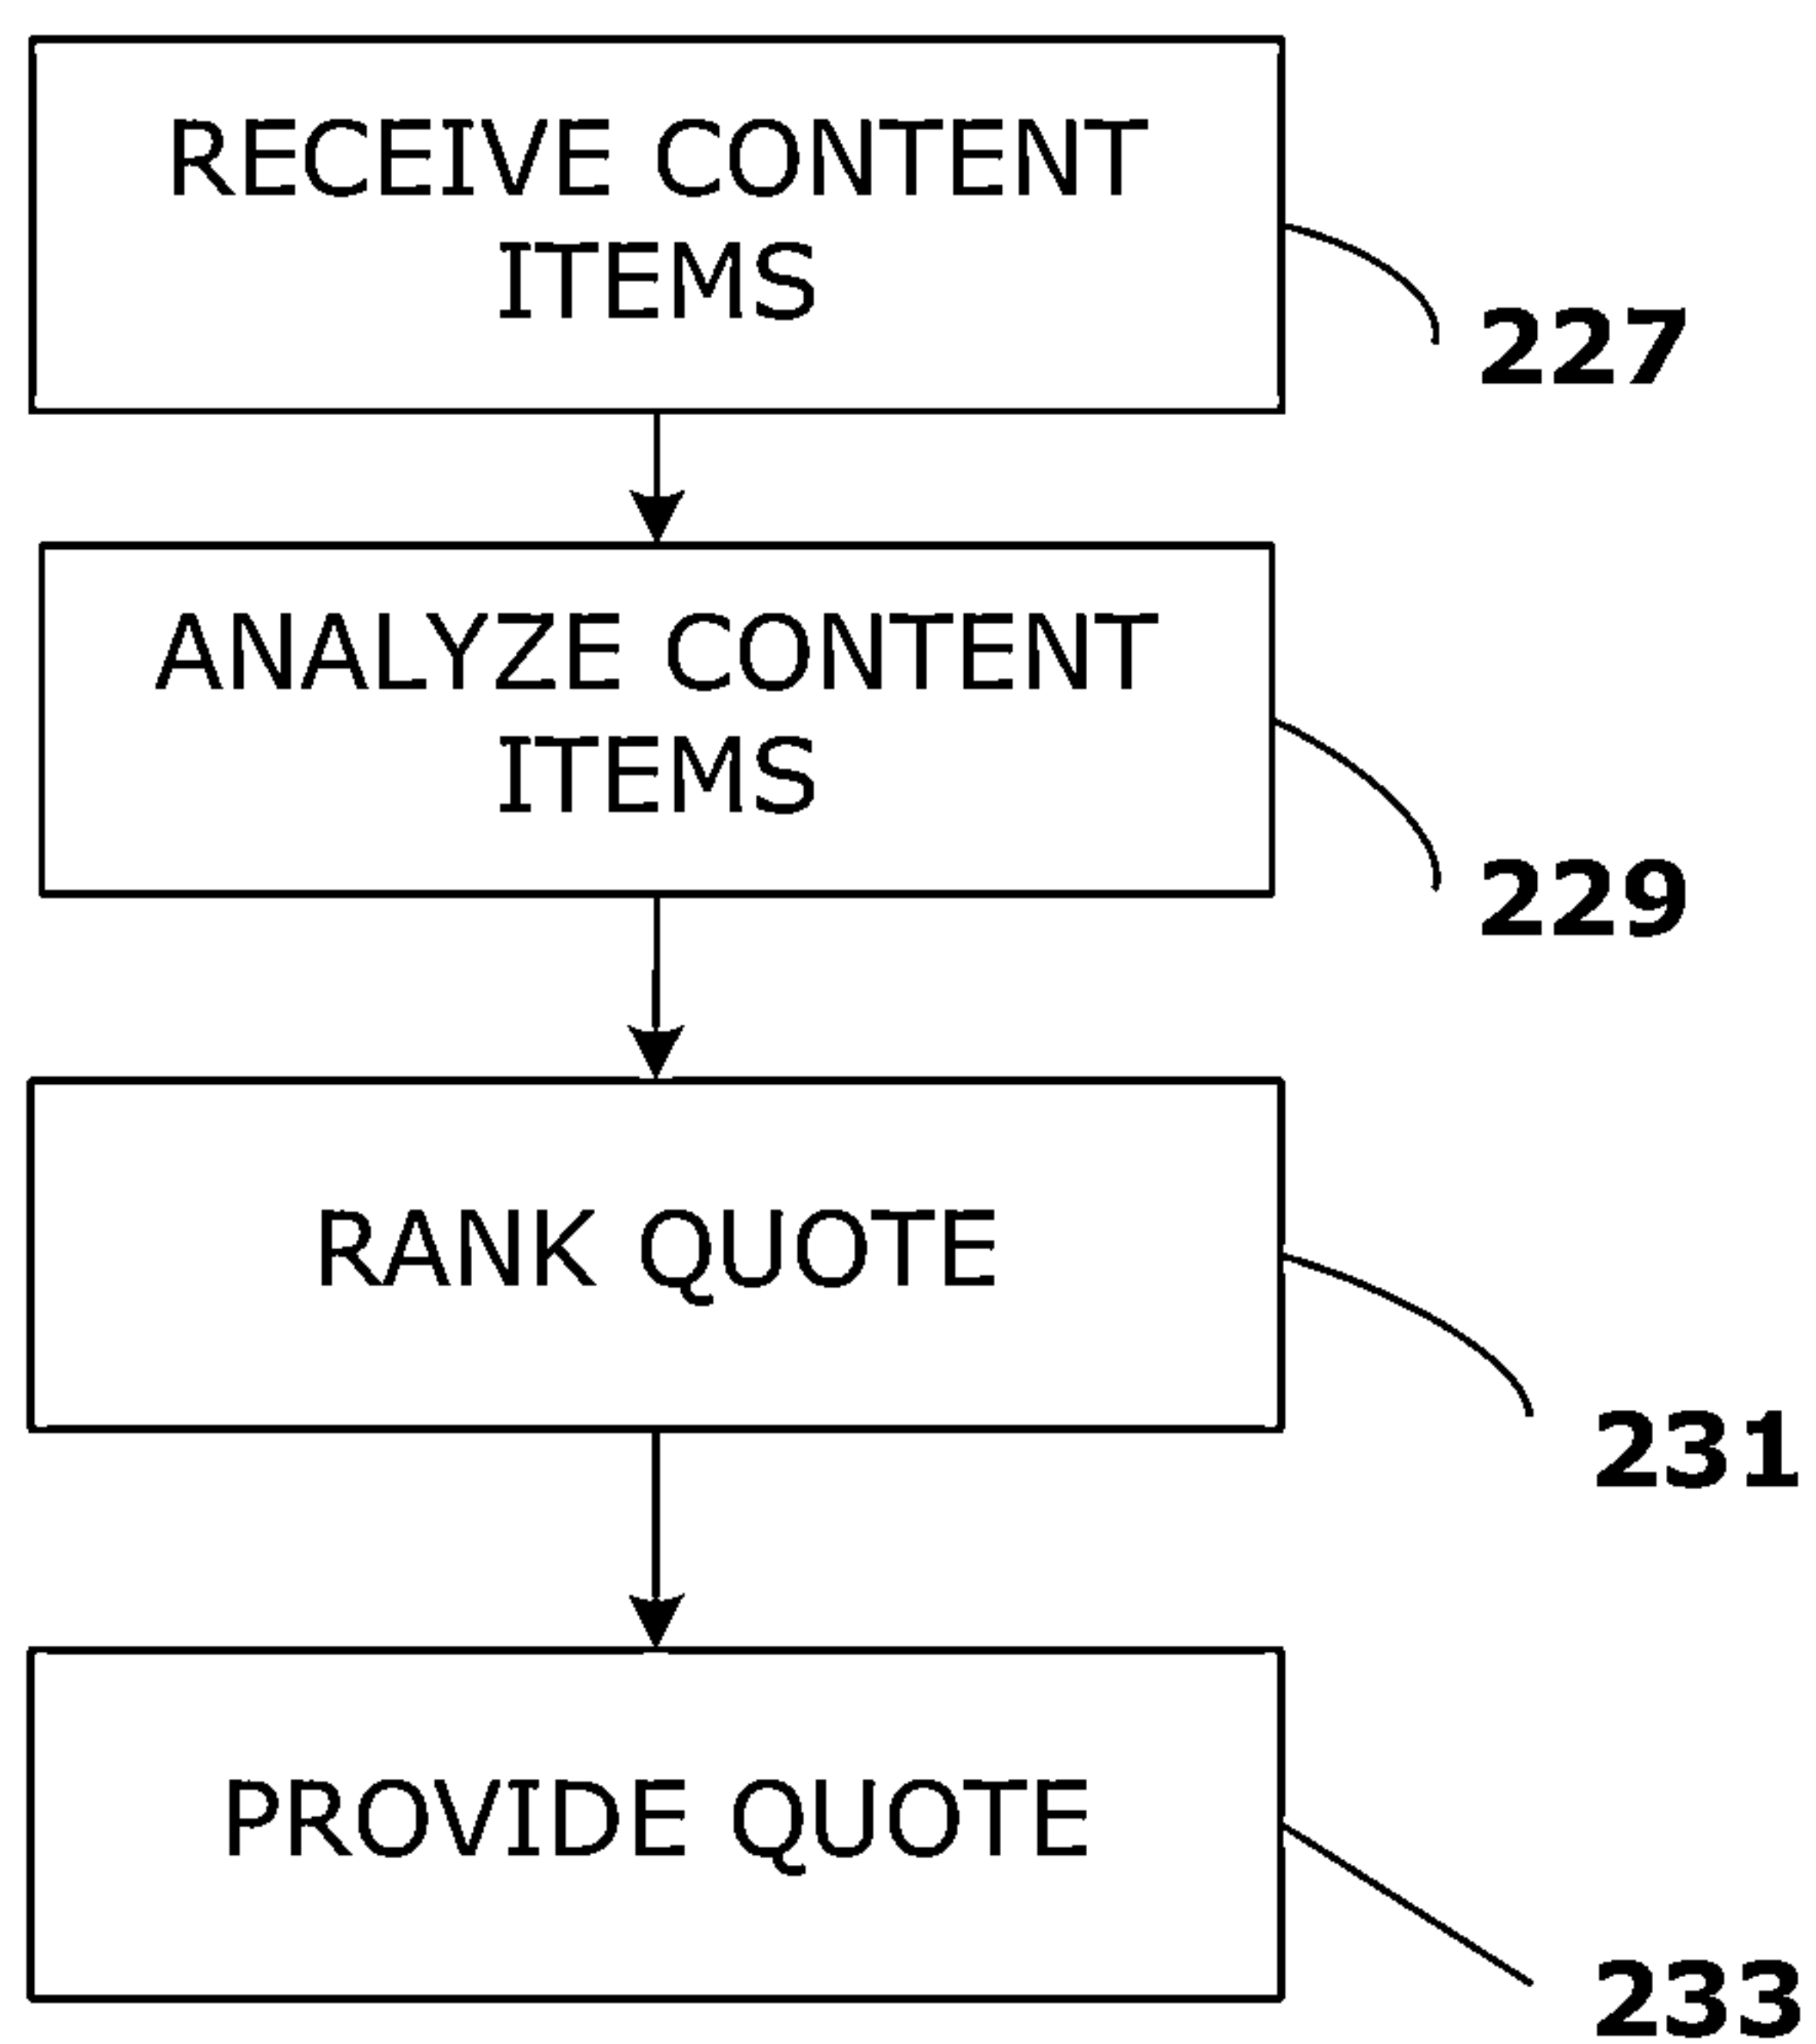 RECEIVE CONTENT
ITEMS
227
ANALYZE CONTENT
ITEMS
229
RANK QUOTE
231
PROVIDE QUOTE
233